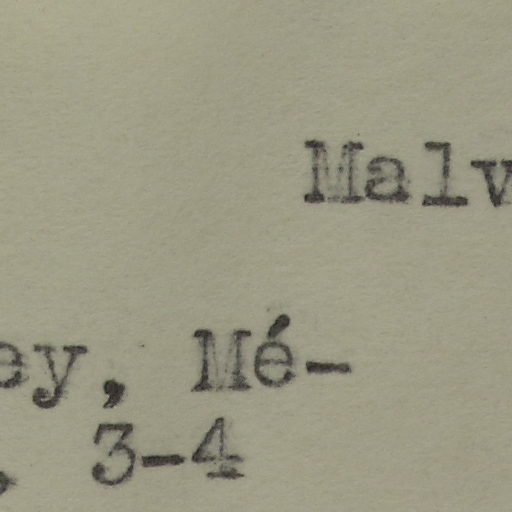 Malv
ey, Mé-
. 3-4